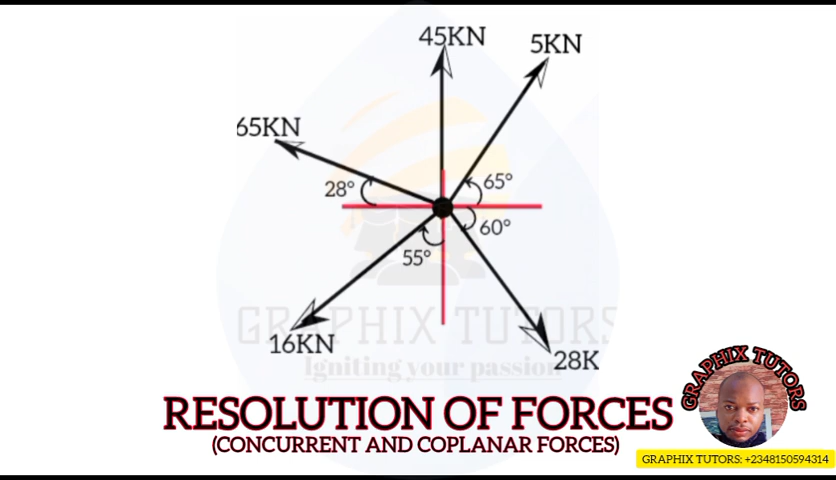 45KN
5KN
65KN
28°
65°
60°
55°
16KN
28K
GRAPHIX TUTORS
Igniting your passion
RESOLUTION OF FORCES
(CONCURRENT AND COPLANAR FORCES)
GRAPHIX TUTORS
GRAPHIX TUTORS: +2348150594314